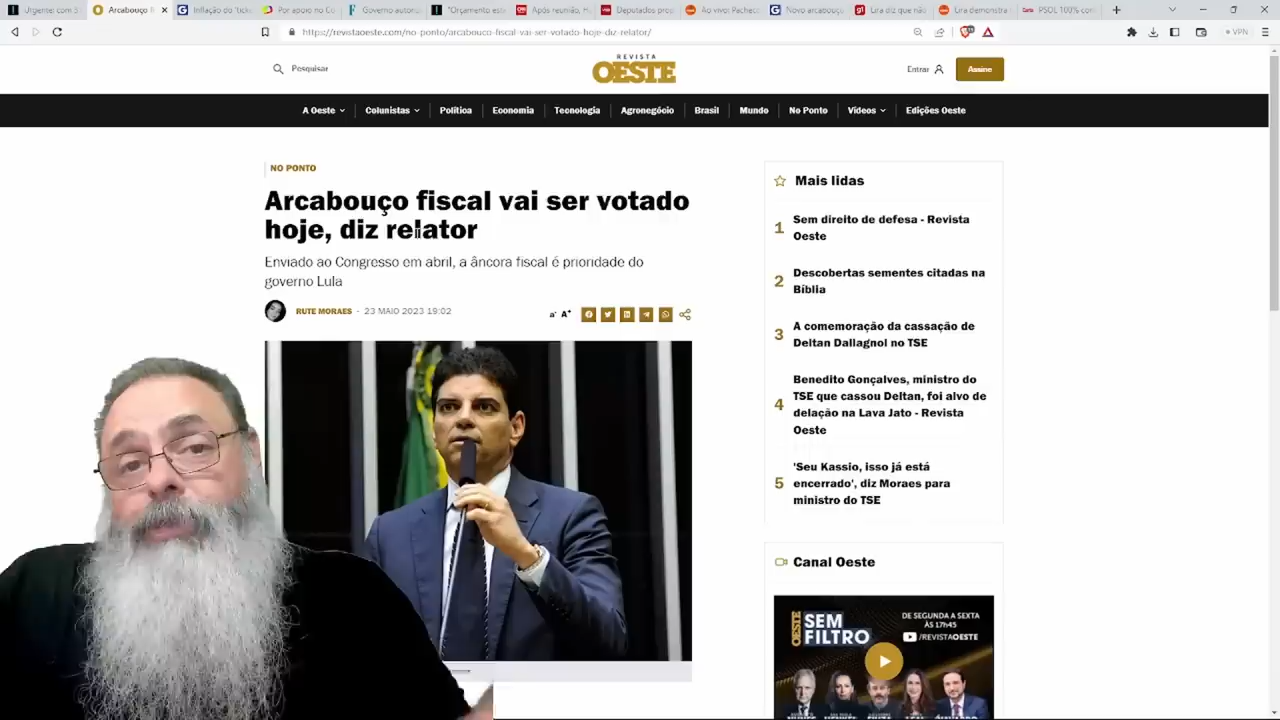 Urgente: com 3
Arcabouço f
Inflação do 'ticke
Por apoio no Co
Governo autoriz
"Orçamento est
Após reunião, H
Deputados prop
Ao vivo: Pachec
Novo arcabouç
Lira diz que não
Lira demonstra
PSOL 100% con
https://revistaoeste.com/no-ponto/arcabouco-fiscal-vai-ser-votado-hoje-diz-relator/
VPN
Pesquisar
REVISTA
OESTE
Entrar
Assine
A Oeste
Colunistas
Política
Economia
Tecnologia
Agronegócio
Brasil
Mundo
No Ponto
Vídeos
Edições Oeste
NO PONTO
Arcabouço fiscal vai ser votado
hoje, diz relator
Enviado ao Congresso em abril, a âncora fiscal é prioridade do
governo Lula
RUTE MORAES - 23 MAIO 2023 19:02
a- A+
Mais lidas
1 Sem direito de defesa - Revista
Oeste
2 Descobertas sementes citadas na
Bíblia
3 A comemoração da cassação de
Deltan Dallagnol no TSE
4 Benedito Gonçalves, ministro do
TSE que cassou Deltan, foi alvo de
delação na Lava Jato - Revista
Oeste
5 'Seu Kassio, isso já está
encerrado', diz Moraes para
ministro do TSE
Canal Oeste
OESTE
SEM
FILTRO
DE SEGUNDA A SEXTA
ÀS 17h45
/REVISTAOESTE